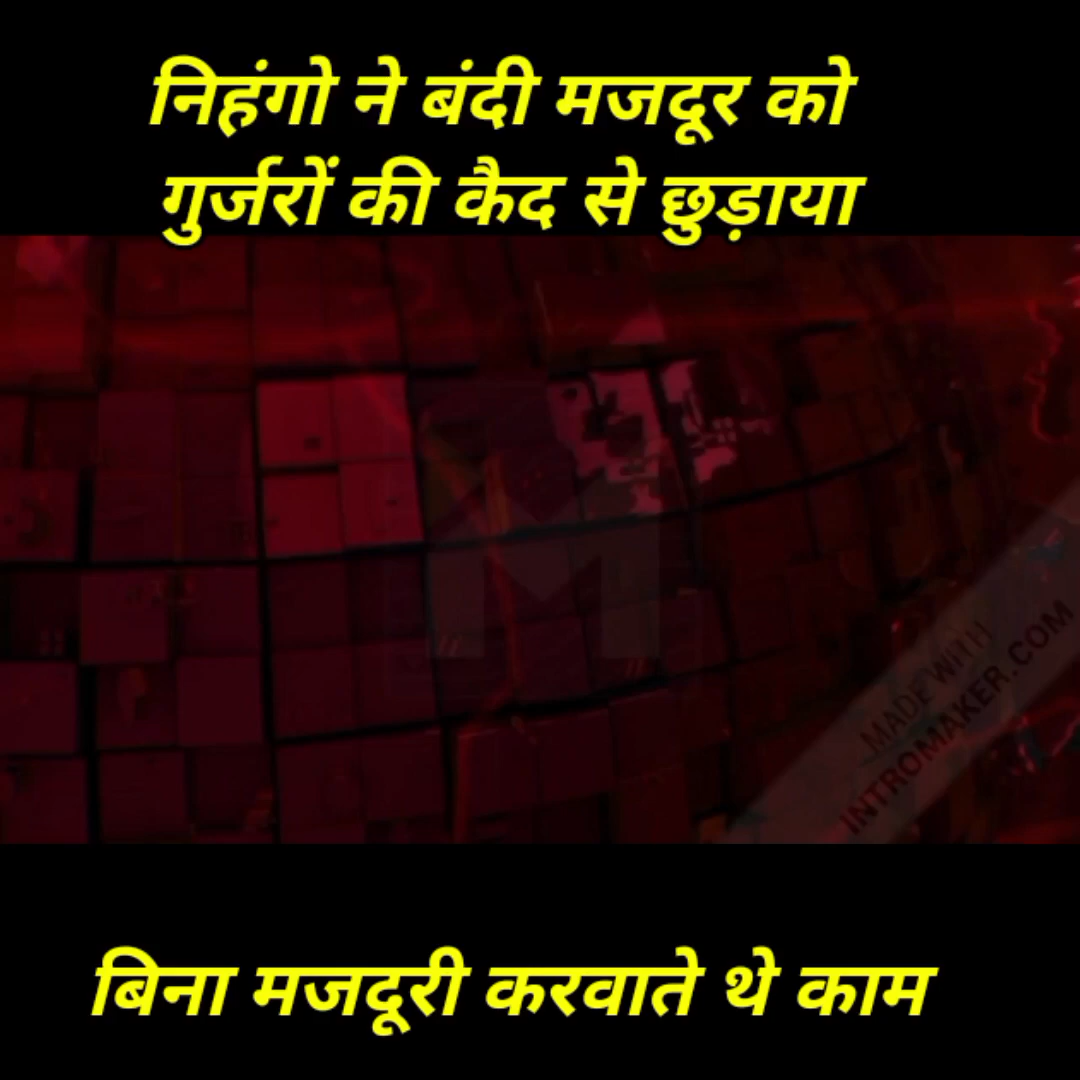 निहंगो ने बंदी मजदूर को
गुर्जरों की कैद से छुड़ाया
MADE WITH
INTROMAKER.COM
बिना मजदूरी करवाते थे काम